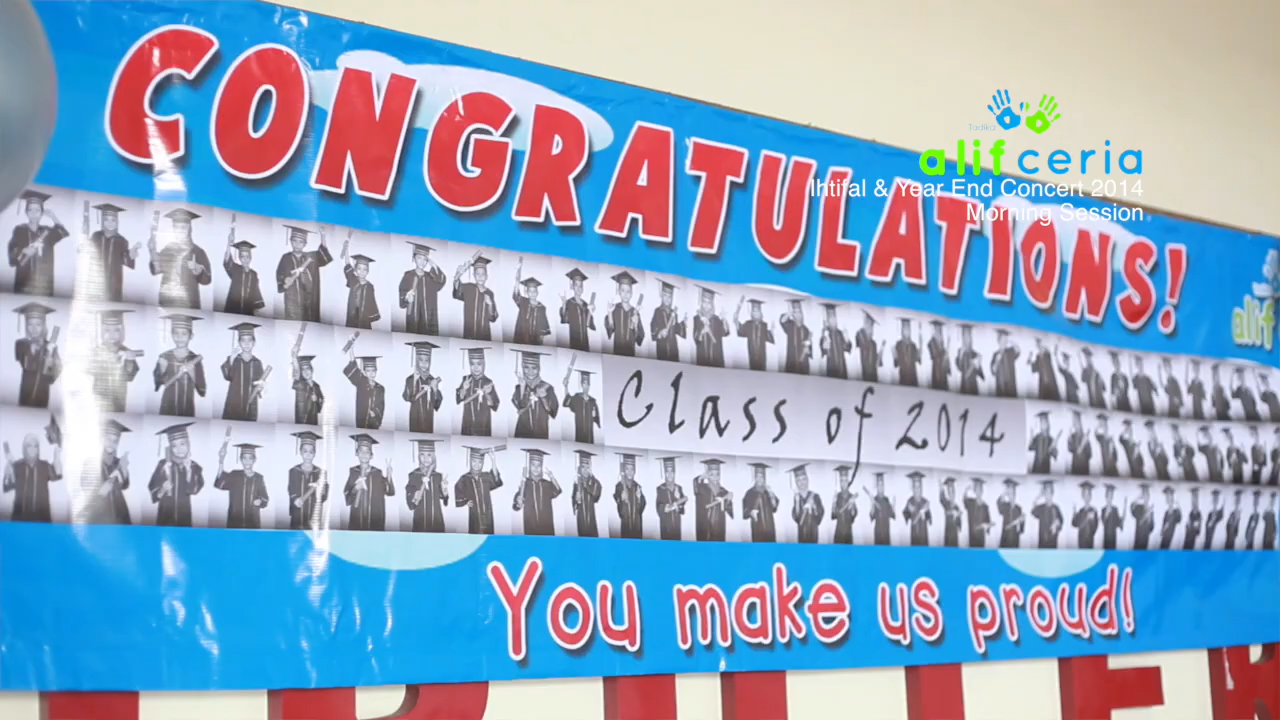 CONGRATULATIONS!
Tadika
alif ceria
Ihtifal & Year End Concert 2014
Morning Session
alif
Class of 2014
You make us proud!